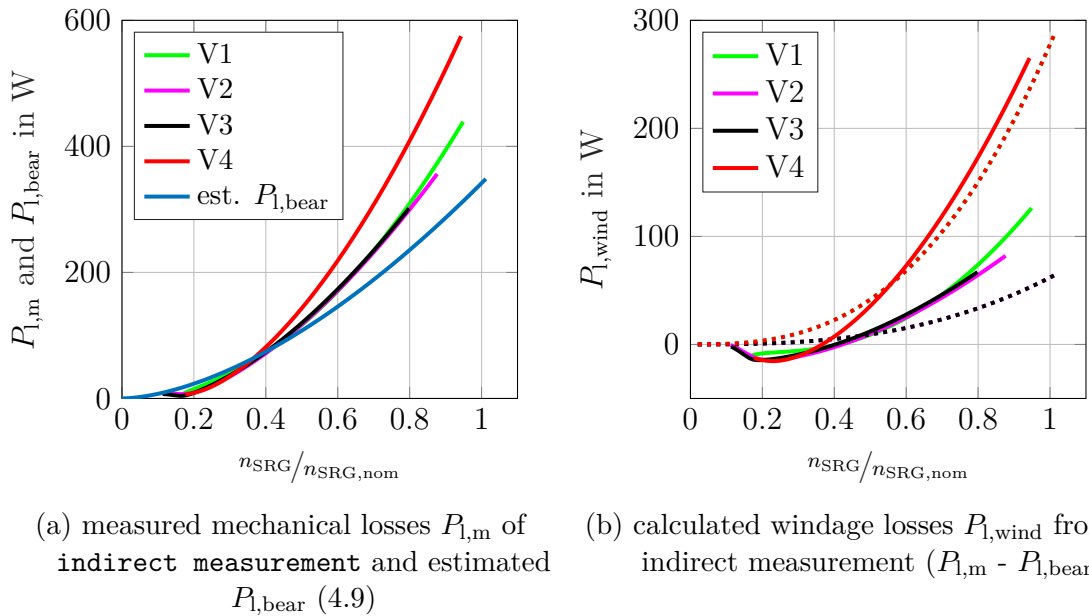 600
400
200
0
P_l,m and P_l,bear in W
V1
V2
V3
V4
est. P_l,bear
0 0.2 0.4 0.6 0.8 1
n_SRG/n_SRG,nom
(a) measured mechanical losses P_l,m of
indirect measurement and estimated
P_l,bear (4.9)
300
200
100
0
P_l,wind in W
V1
V2
V3
V4
0.2 0.4 0.6 0.8 1
n_SRG/n_SRG,nom
(b) calculated windage losses P_l,wind fro
indirect measurement (P_l,m - P_l,bear